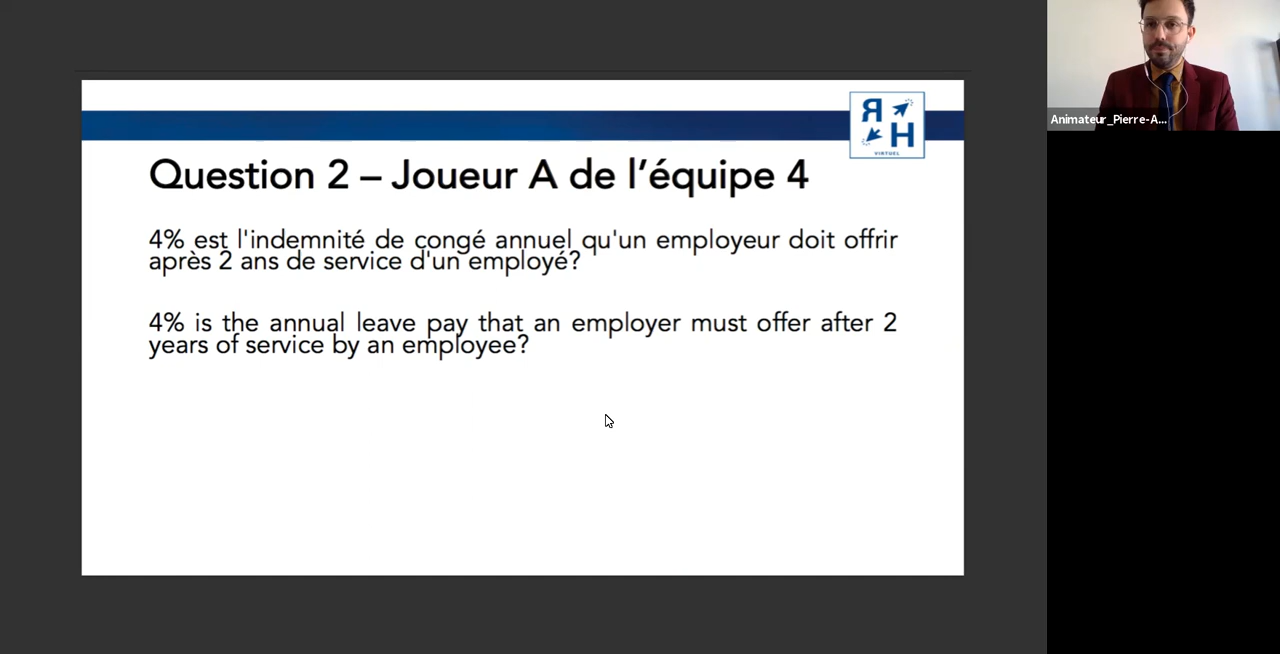 Я
H
VIRTUEL
Question 2 – Joueur A de l’équipe 4
4% est l'indemnité de congé annuel qu'un employeur doit offrir
après 2 ans de service d'un employé?
4% is the annual leave pay that an employer must offer after 2
years of service by an employee?
Animateur_Pierre-A...